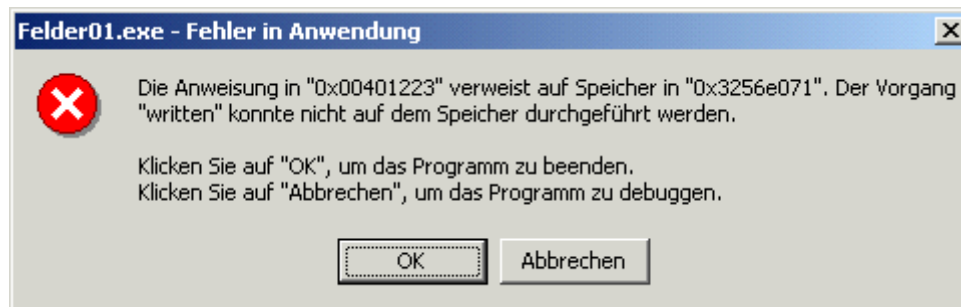 Felder01.exe - Fehler in Anwendung
Die Anweisung in "0x00401223" verweist auf Speicher in "0x3256e071". Der Vorgang
"written" konnte nicht auf dem Speicher durchgeführt werden.
Klicken Sie auf "OK", um das Programm zu beenden.
Klicken Sie auf "Abbrechen", um das Programm zu debuggen.
OK
Abbrechen